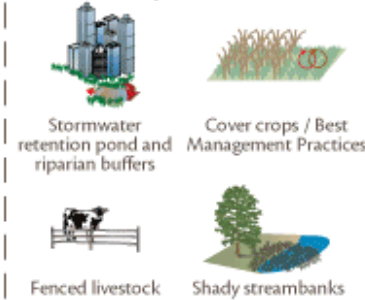 Stormwater
retention pond and
riparian buffers
Cover crops / Best
Management Practices
Fenced livestock
Shady streambanks